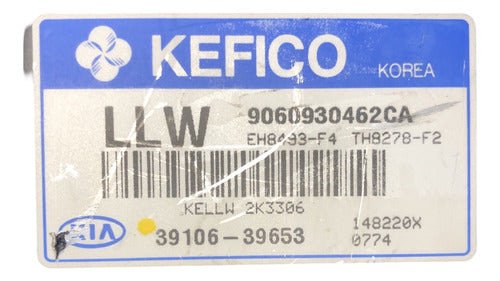 KEFICO KOREA
LLW 9060930462CA
EH8493-F4 TH8278-F2
KELLW 2K3306
KIA 39106-39653 148220X
0774